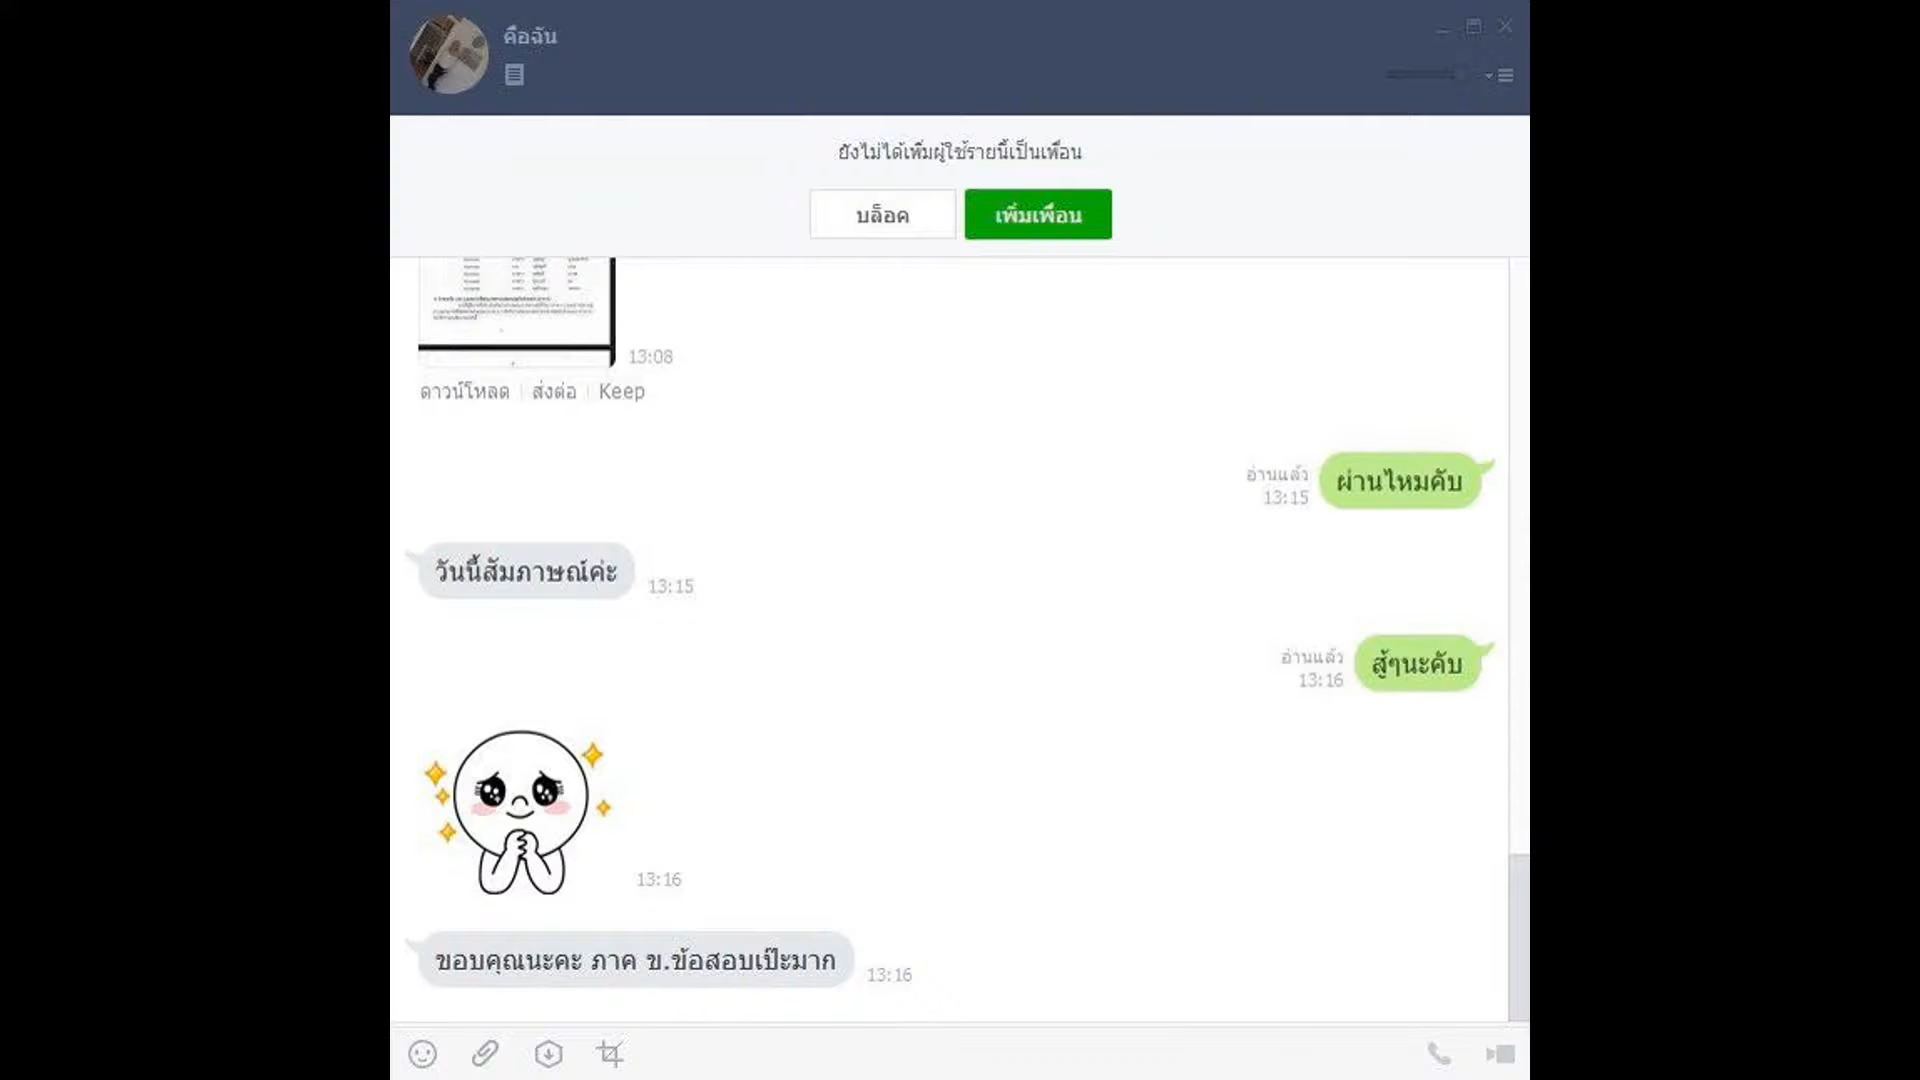 คือฉัน
ยังไม่ได้เพิ่มผู้ใช้รายนี้เป็นเพื่อน
บล็อค
เพิ่มเพื่อน
13:08
ดาวน์โหลด
ส่งต่อ
Keep
อ่านแล้ว
13:15
ผ่านไหมคับ
วันนี้สัมภาษณ์ค่ะ
13:15
อ่านแล้ว
13:16
สู้ๆนะคับ
13:16
ขอบคุณนะคะ ภาค ข.ข้อสอบเป๊ะมาก
13:16